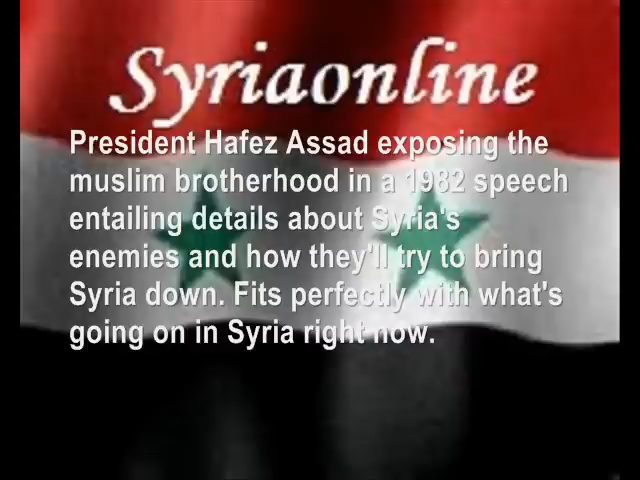 Syriaonline
President Hafez Assad exposing the
muslim brotherhood in a 1982 speech
entailing details about Syria's
enemies and how they'll try to bring
Syria down. Fits perfectly with what's
going on in Syria right now.